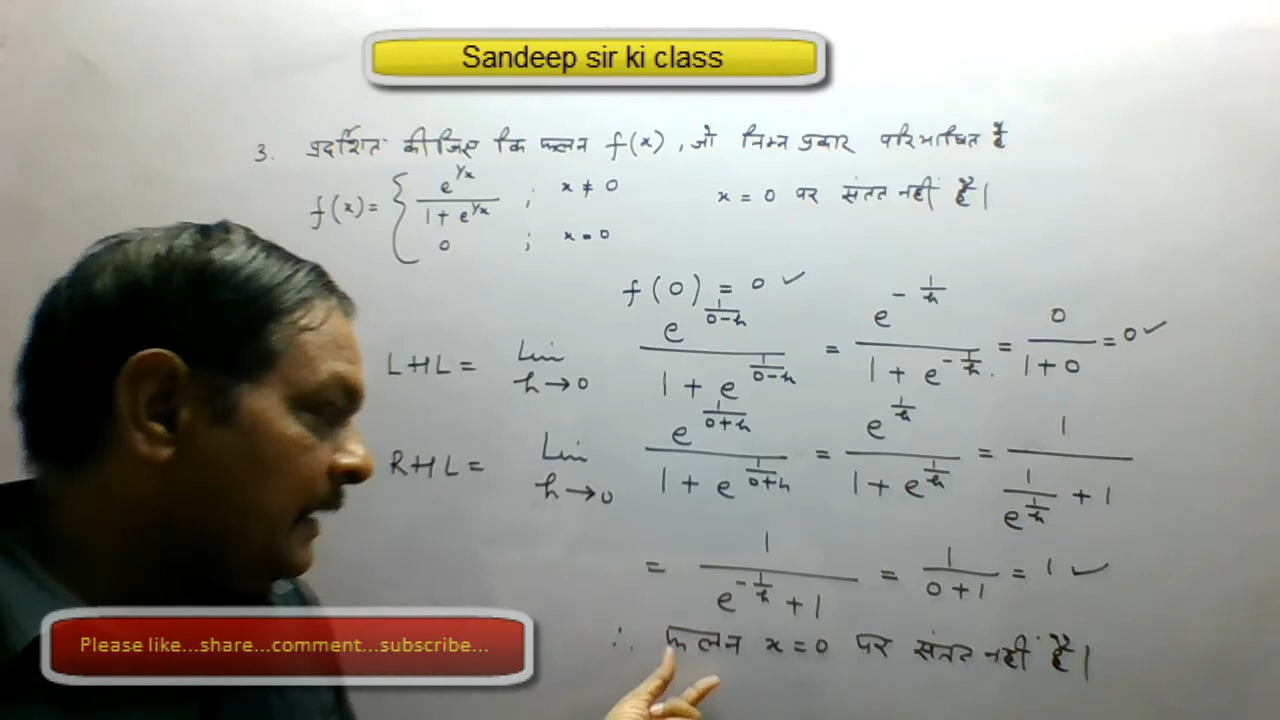 Sandeep sir ki class
3. प्रदर्शित कीजिए कि फलन f(x), जो निम्न प्रकार परिभाषित है
f(x) = { e^{1/x} / (1 + e^{1/x}) ; x ≠ 0
0 ; x = 0
x = 0 पर संतत नहीं है।
f(0) = 0 ✓
LHL = Lim h→0 e^{1/(0-h)} / (1 + e^{1/(0-h)}) = e^{-1/h} / (1 + e^{-1/h}) = 0 / (1+0) = 0 ✓
RHL = Lim h→0 e^{1/(0+h)} / (1 + e^{1/(0+h)}) = e^{1/h} / (1 + e^{1/h}) = 1 / (1/e^{1/h} + 1)
= 1 / (e^{-1/h} + 1) = 1 / (0+1) = 1 ✓
∴ फलन x = 0 पर संतत नहीं है।
Please like...share...comment...subscribe...